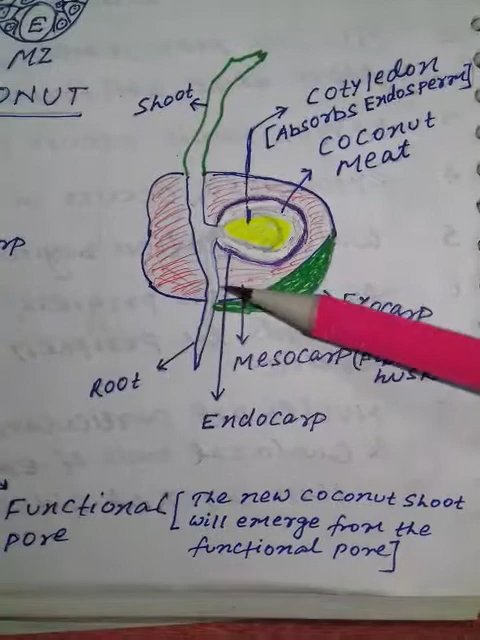 E
MZ
ONUT
Shoot
Cotyledon
[Absorbs Endosperm]
Coconut
Meat
Exocarp
Mesocarp
Root
Endocarp
Functional
pore
[The new coconut shoot
will emerge from the
functional pore]